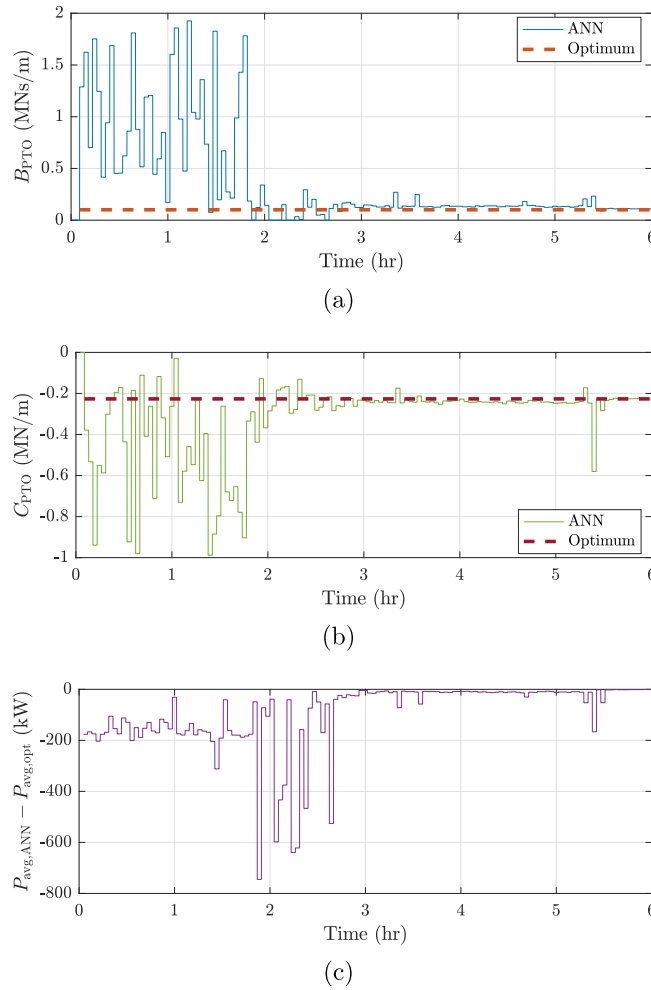 2
1.5
1
0.5
0
B_PTO (MNs/m)
ANN
Optimum
0 1 2 3 4 5 6
Time (hr)
(a)
0
-0.2
-0.4
-0.6
-0.8
-1
C_PTO (MN/m)
ANN
Optimum
0 1 2 3 4 5 6
Time (hr)
(b)
0
-200
-400
-600
-800
P_avg,ANN − P_avg,opt (kW)
0 1 2 3 4 5 6
Time (hr)
(c)